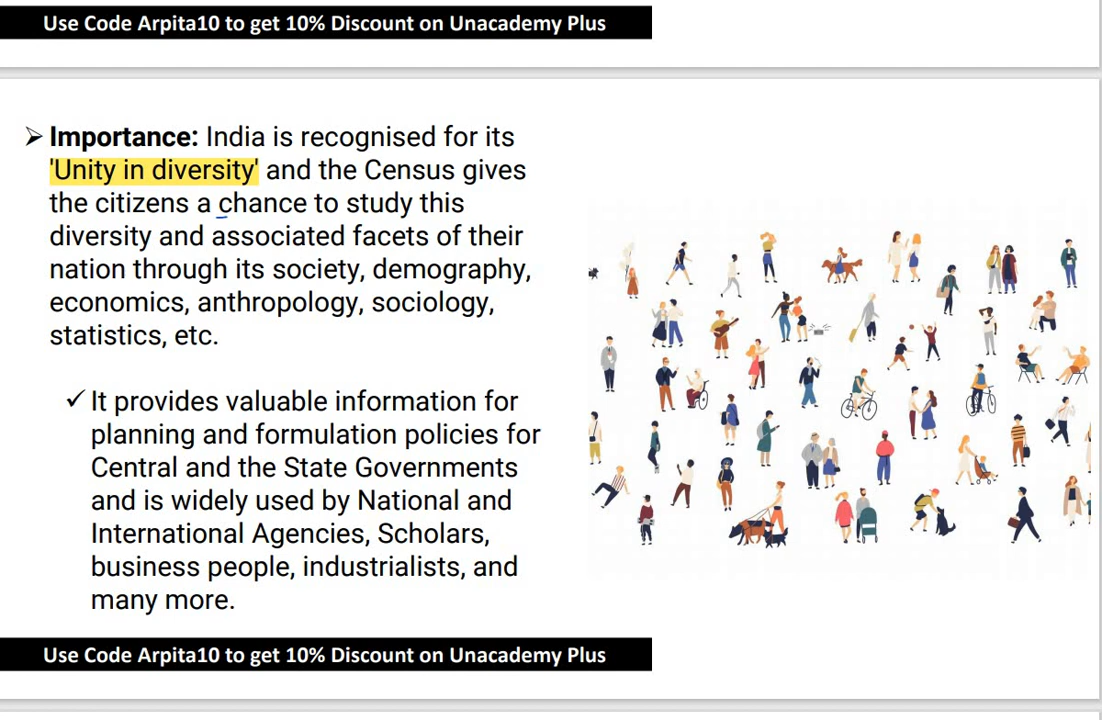 Use Code Arpita10 to get 10% Discount on Unacademy Plus
➢ Importance: India is recognised for its
'Unity in diversity' and the Census gives
the citizens a chance to study this
diversity and associated facets of their
nation through its society, demography,
economics, anthropology, sociology,
statistics, etc.
✓ It provides valuable information for
planning and formulation policies for
Central and the State Governments
and is widely used by National and
International Agencies, Scholars,
business people, industrialists, and
many more.
Use Code Arpita10 to get 10% Discount on Unacademy Plus